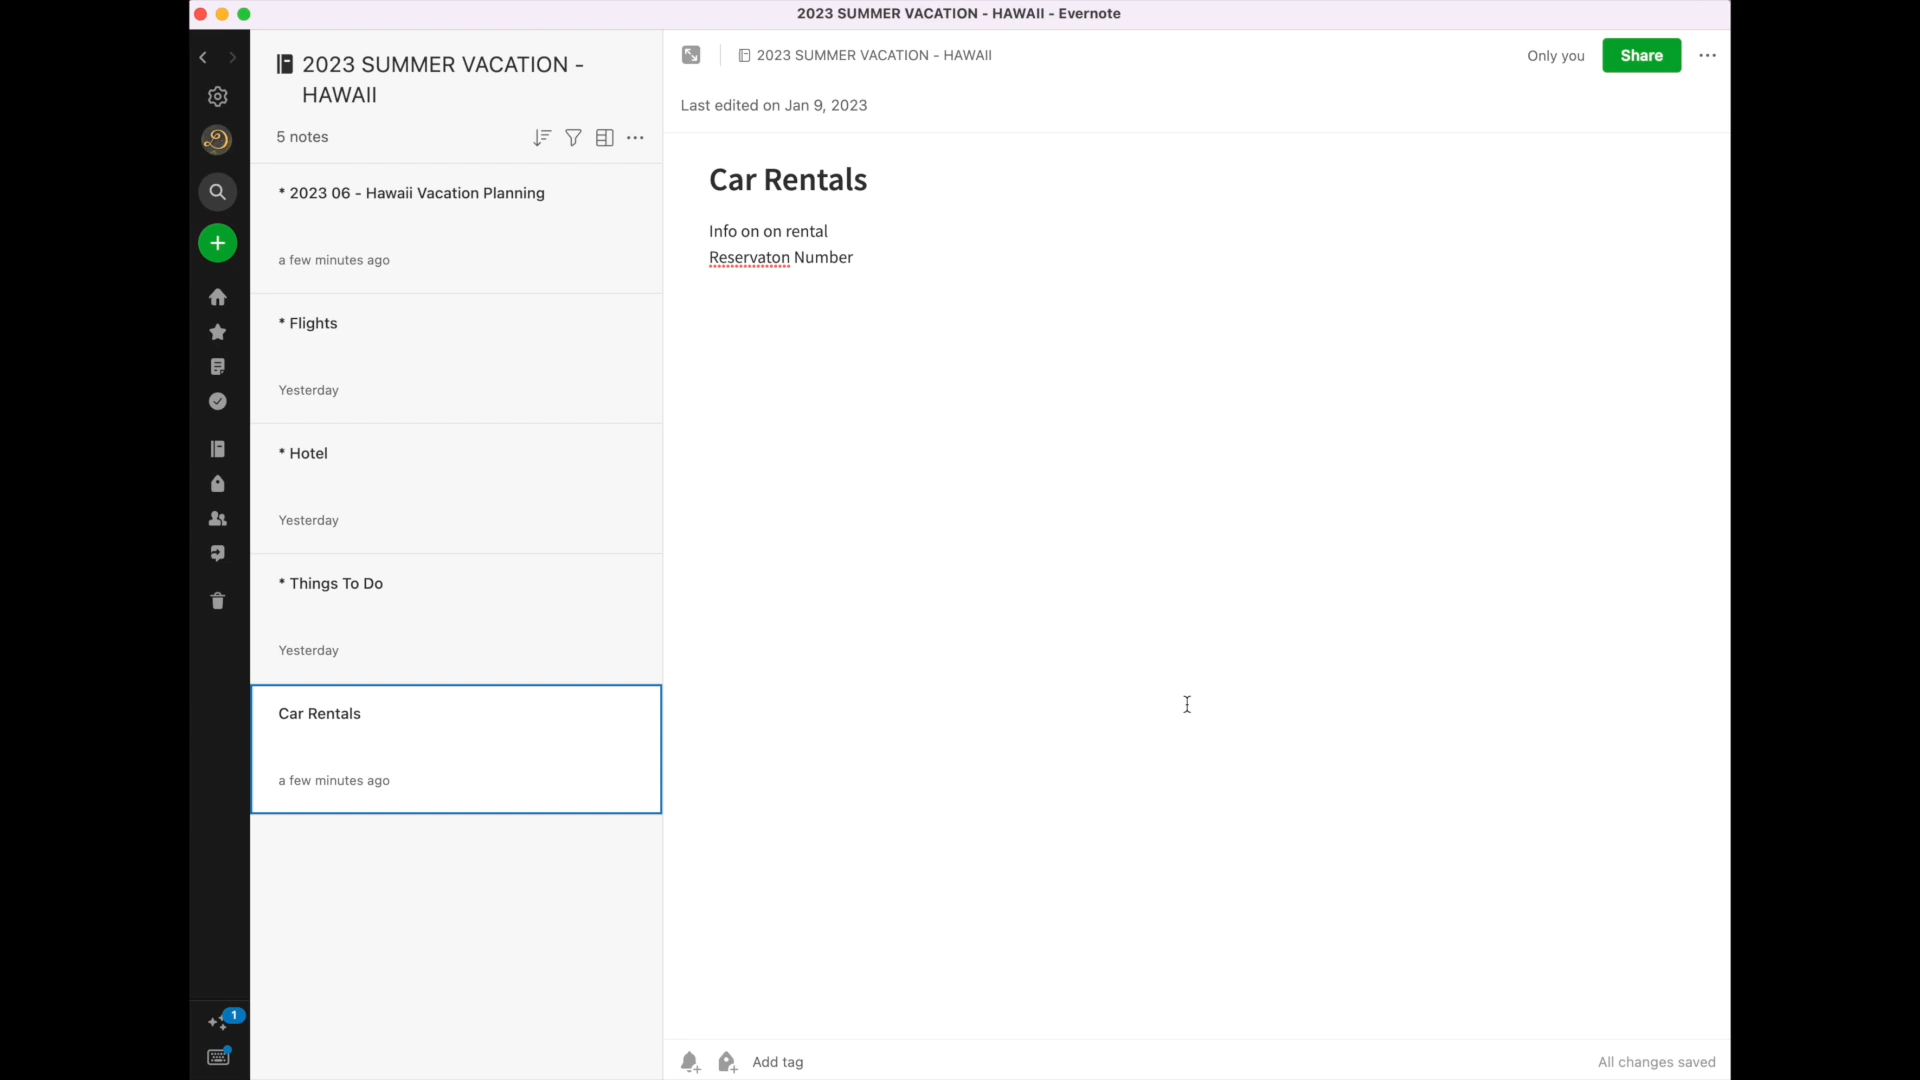 2023 SUMMER VACATION - HAWAII - Evernote
2023 SUMMER VACATION -
HAWAII
5 notes
* 2023 06 - Hawaii Vacation Planning
a few minutes ago
* Flights
Yesterday
* Hotel
Yesterday
* Things To Do
Yesterday
Car Rentals
a few minutes ago
1
2023 SUMMER VACATION - HAWAII
Only you
Share
Last edited on Jan 9, 2023
Car Rentals
Info on on rental
Reservaton Number
Add tag
All changes saved